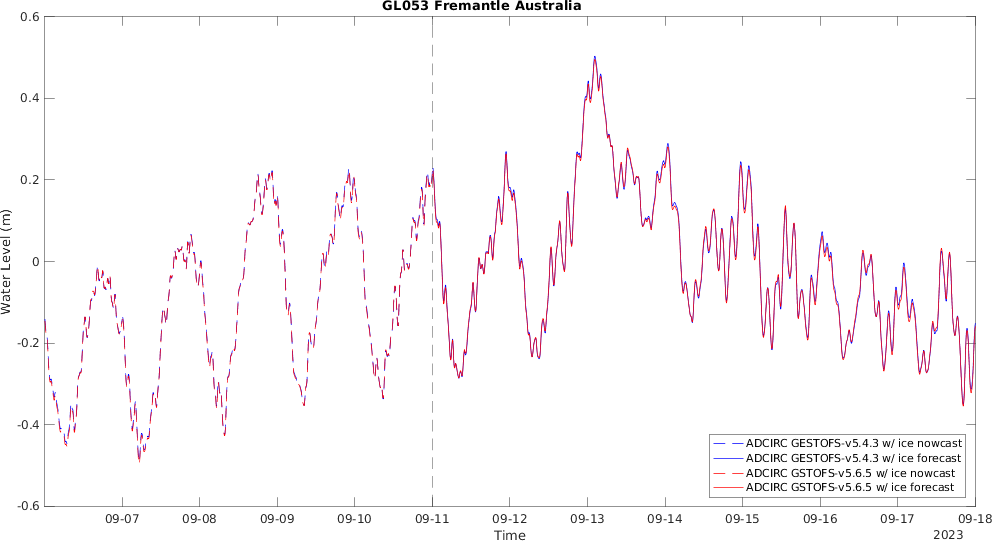 GL053 Fremantle Australia
Water Level (m)
0.6
0.4
0.2
0
-0.2
-0.4
-0.6
09-07 09-08 09-09 09-10 09-11 09-12 09-13 09-14 09-15 09-16 09-17 09-18
Time
2023
ADCIRC GESTOFS-v5.4.3 w/ ice nowcast
ADCIRC GESTOFS-v5.4.3 w/ ice forecast
ADCIRC GSTOFS-v5.6.5 w/ ice nowcast
ADCIRC GSTOFS-v5.6.5 w/ ice forecast